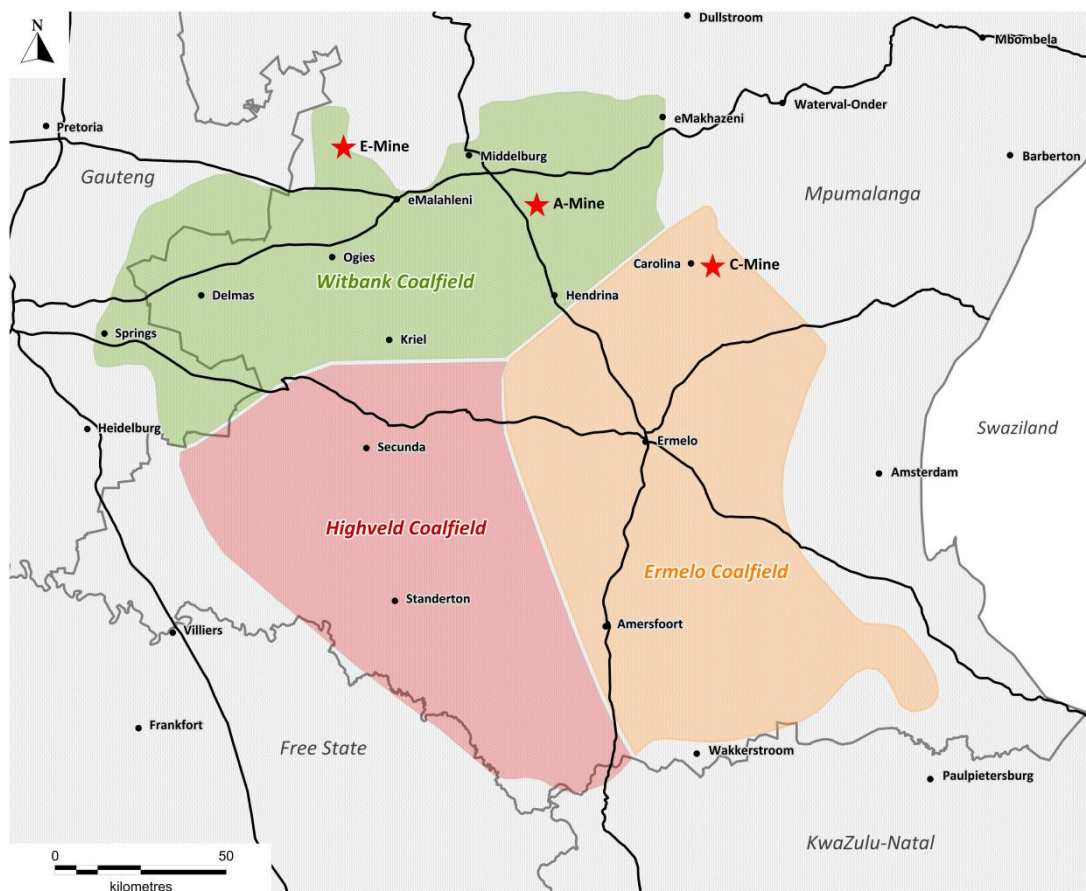 N
Dullstroom
Mbombela
Waterval-Onder
eMakhazeni
Pretoria
E-Mine
Middelburg
Barberton
Gauteng
Mpumalanga
eMalahleni
A-Mine
Ogies
Carolina
C-Mine
Witbank Coalfield
Delmas
Hendrina
Springs
Kriel
Heidelburg
Swaziland
Secunda
Ermelo
Amsterdam
Highveld Coalfield
Ermelo Coalfield
Standerton
Amersfoort
Villiers
Frankfort
Free State
Wakkerstroom
Paulpietersburg
KwaZulu-Natal
0 50
kilometres